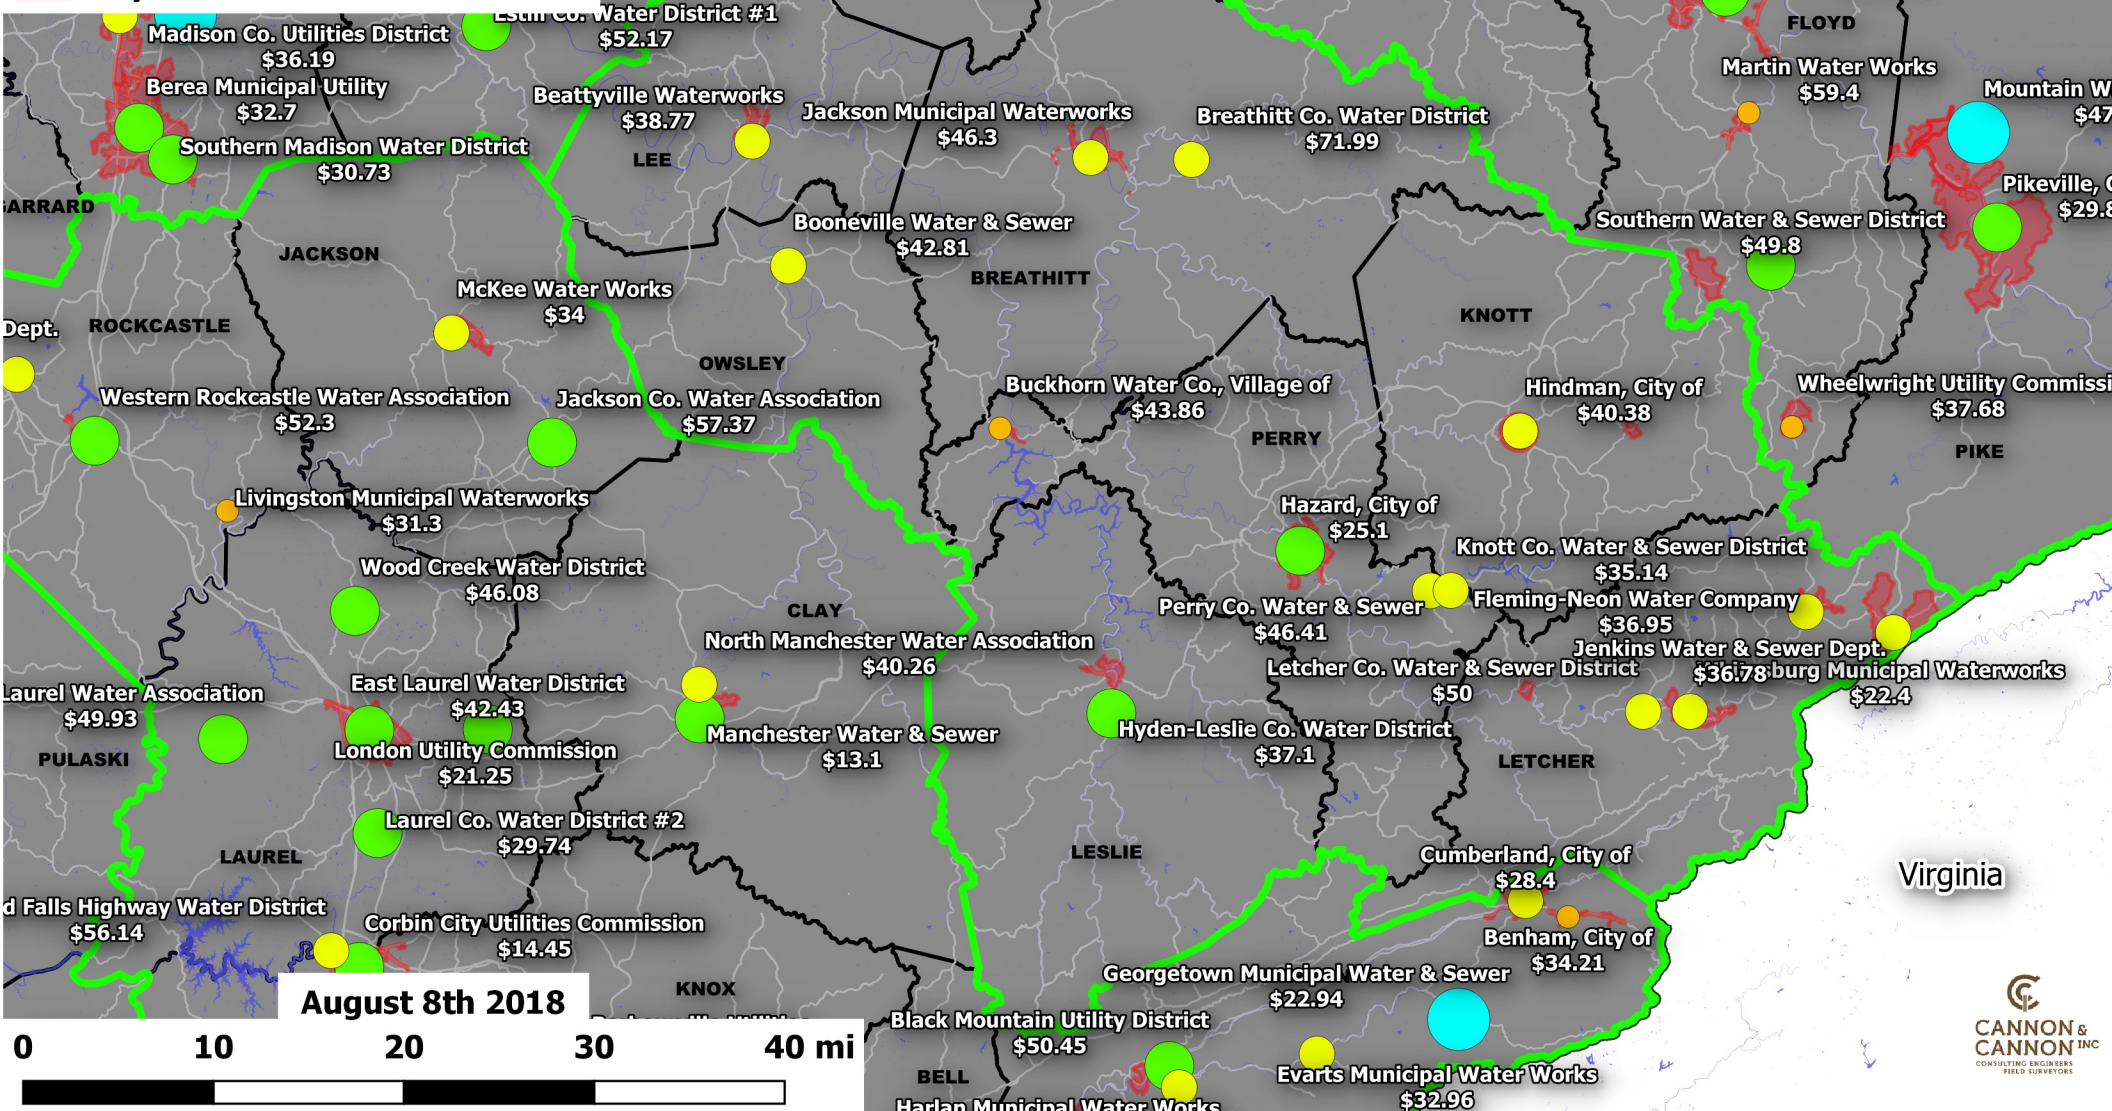 Estill Co. Water District #1
$52.17
FLOYD
Madison Co. Utilities District
$36.19
Martin Water Works
$59.4
Berea Municipal Utility
$32.7
Beattyville Waterworks
$38.77
Mountain W
$47
Jackson Municipal Waterworks
$46.3
Breathitt Co. Water District
$71.99
Southern Madison Water District
$30.73
LEE
Pikeville, C
$29.8
GARRARD
Booneville Water & Sewer
$42.81
Southern Water & Sewer District
$49.8
JACKSON
BREATHITT
McKee Water Works
$34
KNOTT
Dept.
ROCKCASTLE
OWSLEY
Western Rockcastle Water Association
$52.3
Jackson Co. Water Association
$57.37
Buckhorn Water Co., Village of
$43.86
Hindman, City of
$40.38
Wheelwright Utility Commissi
$37.68
PERRY
PIKE
Livingston Municipal Waterworks
$31.3
Hazard, City of
$25.1
Knott Co. Water & Sewer District
$35.14
Wood Creek Water District
$46.08
CLAY
Perry Co. Water & Sewer
$46.41
Fleming-Neon Water Company
$36.95
North Manchester Water Association
$40.26
Jenkins Water & Sewer Dept.
$36.78
burg Municipal Waterworks
$22.4
Letcher Co. Water & Sewer District
$50
Laurel Water Association
$49.93
East Laurel Water District
$42.43
Hyden-Leslie Co. Water District
$37.1
Manchester Water & Sewer
$13.1
PULASKI
London Utility Commission
$21.25
LETCHER
Laurel Co. Water District #2
$29.74
LAUREL
LESLIE
Cumberland, City of
$28.4
Virginia
d Falls Highway Water District
$56.14
Corbin City Utilities Commission
$14.45
Benham, City of
$34.21
Georgetown Municipal Water & Sewer
$22.94
KNOX
August 8th 2018
Black Mountain Utility District
$50.45
0 10 20 30 40 mi
BELL
Evarts Municipal Water Works
$32.96
Harlan Municipal Water Works
CANNON &
CANNON INC
CONSULTING ENGINEERS
FIELD SURVEYORS